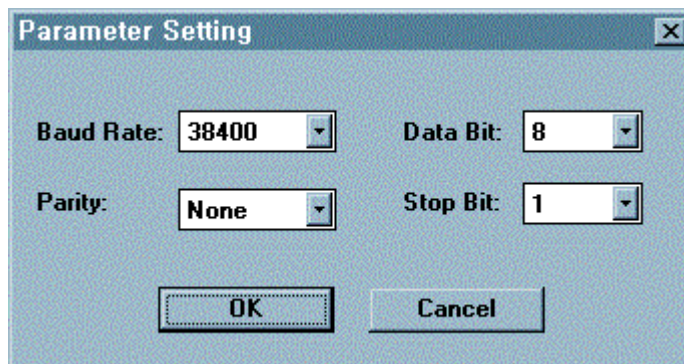 Parameter Setting
Baud Rate: 38400 Data Bit: 8
Parity: None Stop Bit: 1
OK Cancel